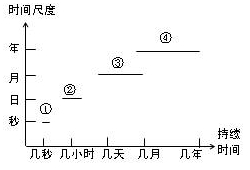 时间尺度
④
年
③
月
②
日
①
秒
几秒 几小时 几天 几月 几年
持续
时间